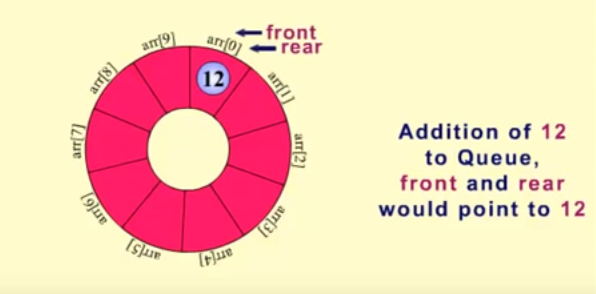 front
rear
arr[0]
12
arr[1]
arr[2]
arr[3]
arr[4]
arr[5]
arr[6]
arr[7]
arr[8]
arr[9]
Addition of 12
to Queue,
front and rear
would point to 12